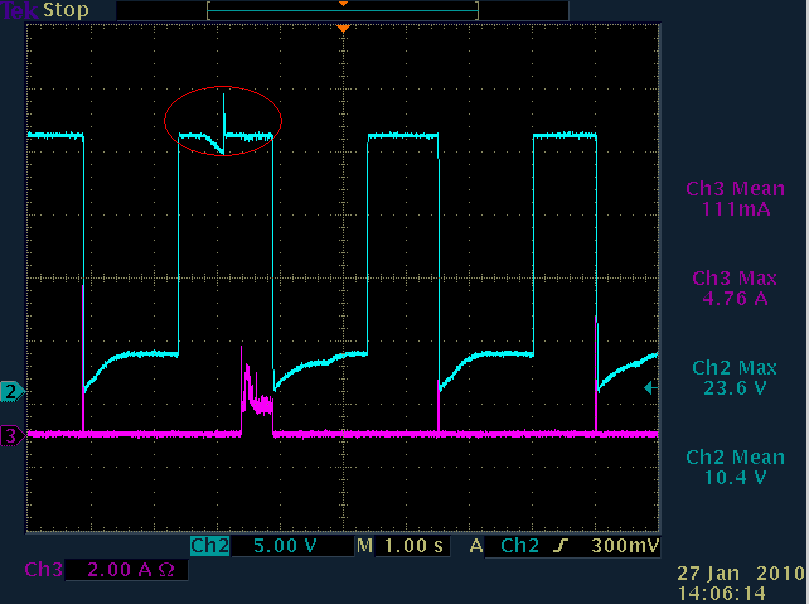 Tek Stop
Ch3 Mean
111mA
Ch3 Max
4.76 A
Ch2 Max
23.6 V
Ch2 Mean
10.4 V
2
3
Ch2 5.00 V M 1.00 s A Ch2 300mV
Ch3 2.00 A Ω
27 Jan 2010
14:06:14